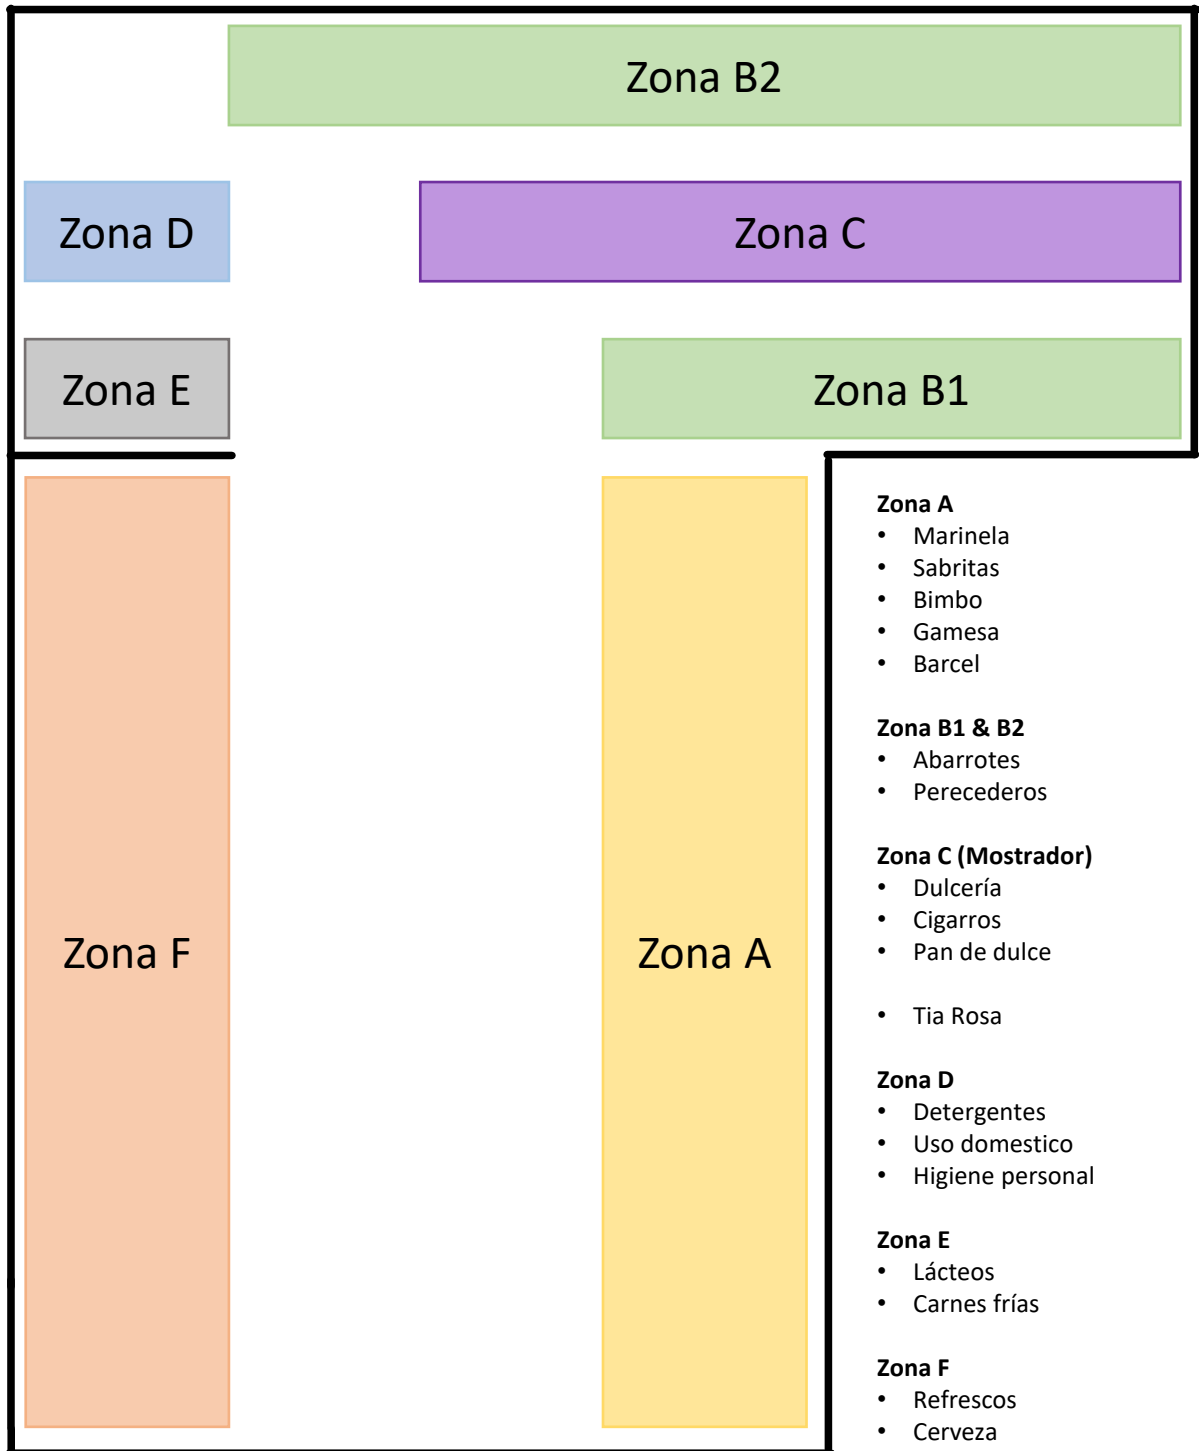 Zona B2
Zona D
Zona C
Zona E
Zona B1
Zona F
Zona A
Zona A
• Marinela
• Sabritas
• Bimbo
• Gamesa
• Barcel
Zona B1 & B2
• Abarrotes
• Perecederos
Zona C (Mostrador)
• Dulcería
• Cigarros
• Pan de dulce
• Tia Rosa
Zona D
• Detergentes
• Uso domestico
• Higiene personal
Zona E
• Lácteos
• Carnes frías
Zona F
• Refrescos
• Cerveza